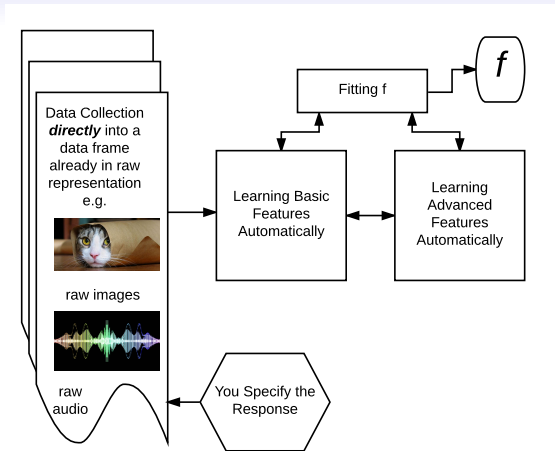 Data Collection
directly into a
data frame
already in raw
representation
e.g.
raw images
raw
audio
You Specify the
Response
Learning Basic
Features
Automatically
Learning
Advanced
Features
Automatically
Fitting f
f